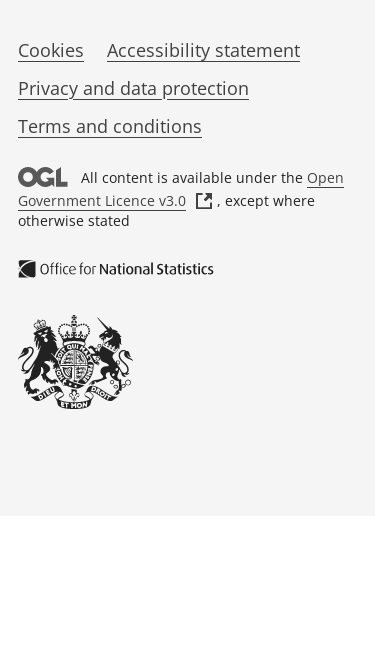 Cookies Accessibility statement
Privacy and data protection
Terms and conditions
OGL All content is available under the Open
Government Licence v3.0 , except where
otherwise stated
Office for National Statistics
DIEU ET MON DROIT